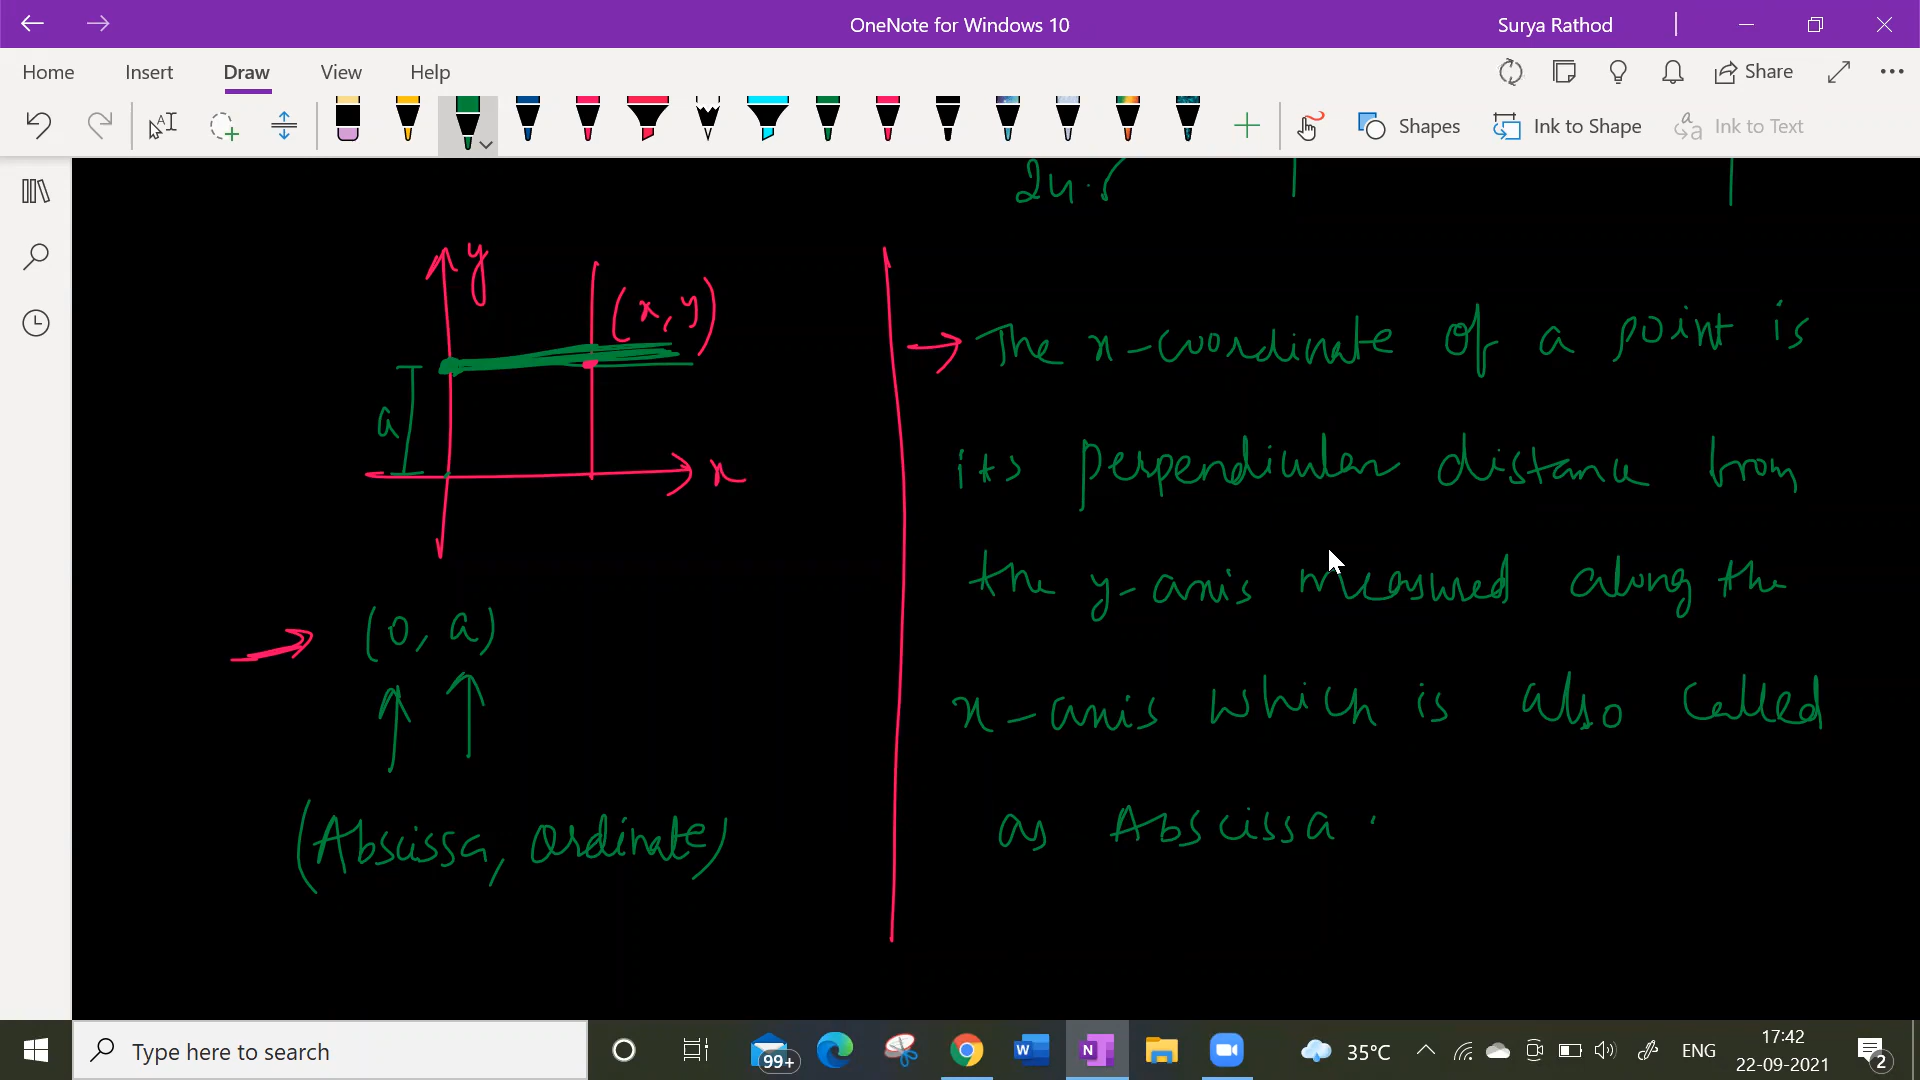 OneNote for Windows 10
Surya Rathod
Home Insert Draw View Help
Share
Shapes
Ink to Shape
Ink to Text
y
(x, y)
a
x
(0, a)
(Abscissa, ordinate)
The x-coordinate of a point is
its perpendicular distance from
the y-axis measured along the
x-axis which is also called
as Abscissa.
Type here to search
99+
35°C
ENG
17:42
22-09-2021
2